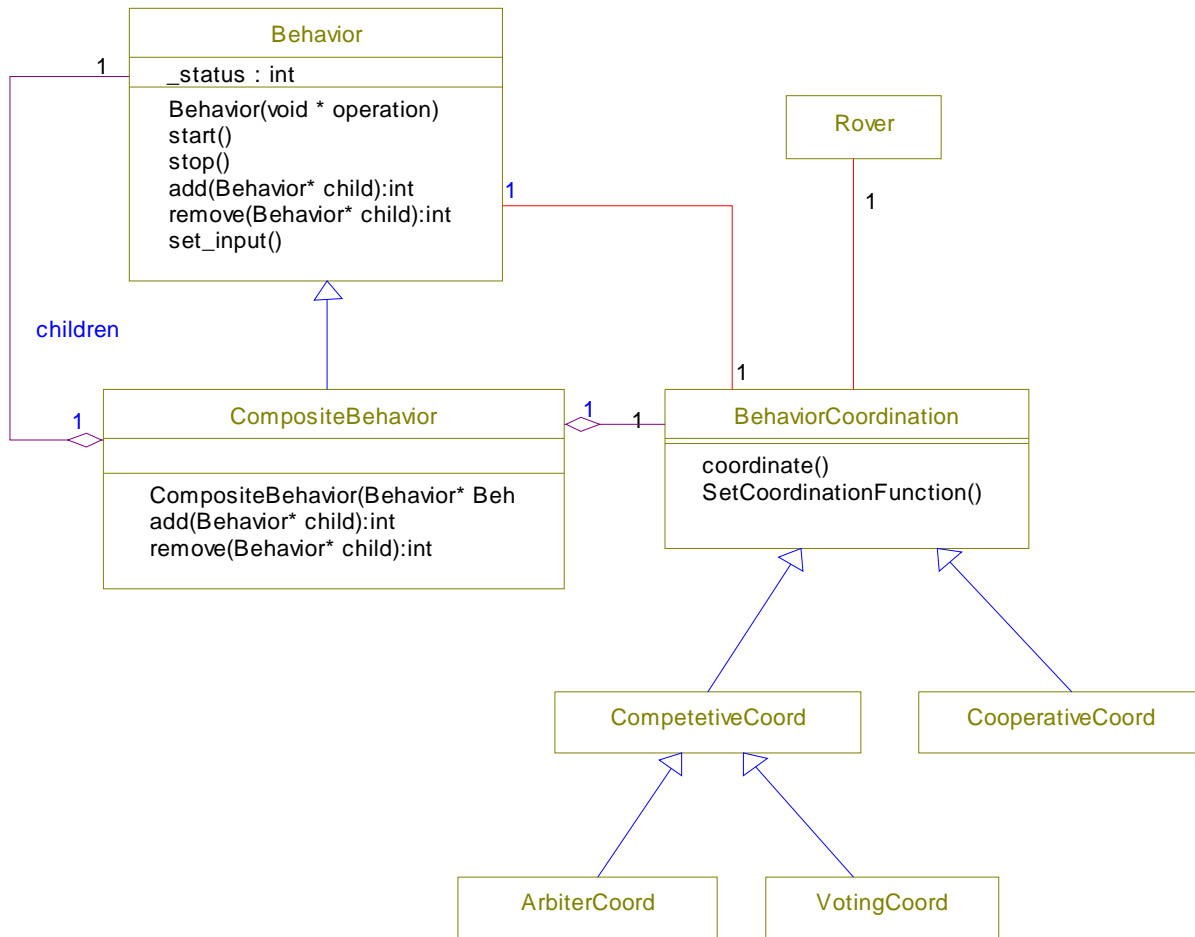 Behavior
1
_status : int
Behavior(void * operation)
start()
stop()
add(Behavior* child):int
remove(Behavior* child):int
set_input()
1
Rover
1
children
1
1
CompositeBehavior
1
1
BehaviorCoordination
CompositeBehavior(Behavior* Beh
add(Behavior* child):int
remove(Behavior* child):int
coordinate()
SetCoordinationFunction()
CompetetiveCoord
CooperativeCoord
ArbiterCoord
VotingCoord